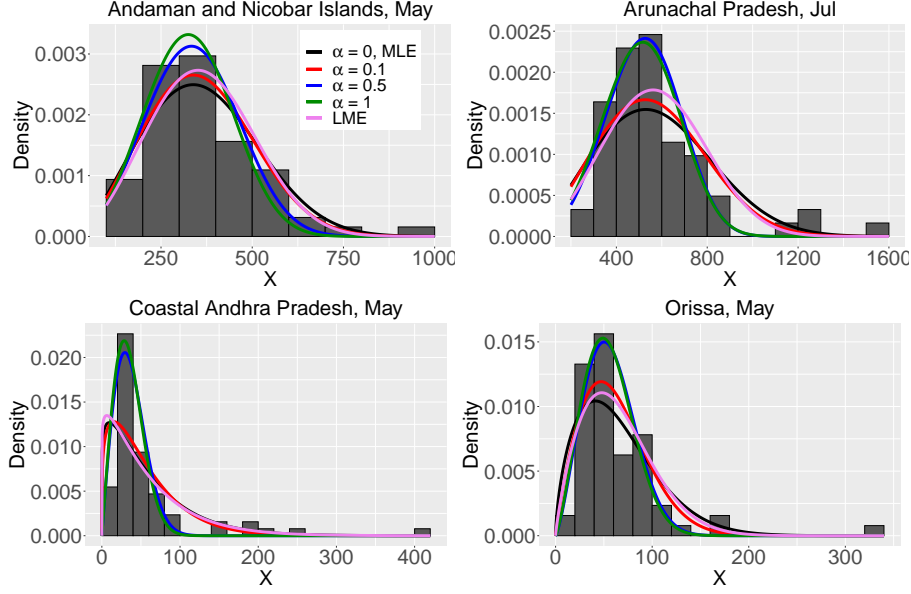 Andaman and Nicobar Islands, May
Density
0.003
0.002
0.001
0.000
250
500
750
1000
X
α = 0, MLE
α = 0.1
α = 0.5
α = 1
LME
Arunachal Pradesh, Jul
Density
0.0025
0.0020
0.0015
0.0010
0.0005
0.0000
400
800
1200
1600
X
Coastal Andhra Pradesh, May
Density
0.020
0.015
0.010
0.005
0.000
0
100
200
300
400
X
Orissa, May
Density
0.015
0.010
0.005
0.000
0
100
200
300
X